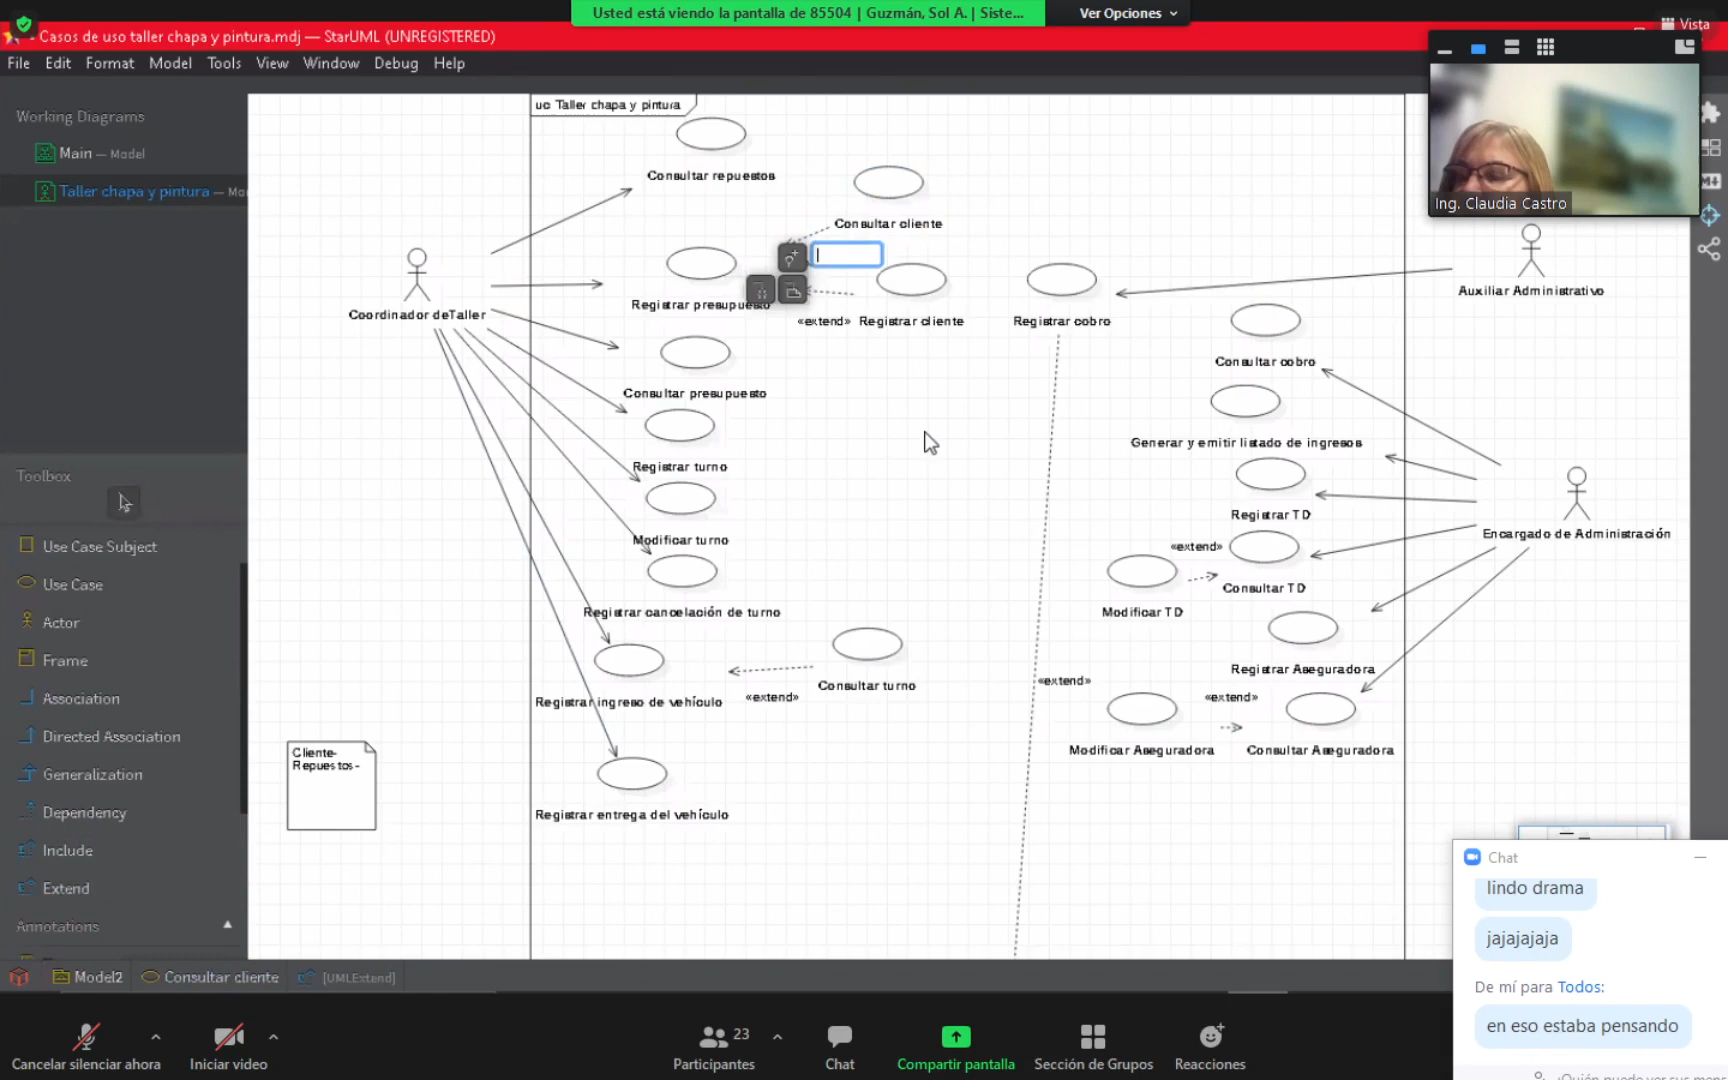 Usted está viendo la pantalla de 85504 | Guzmán, Sol A. | Siste...
Ver Opciones
Vista
Casos de uso taller chapa y pintura.mdj — StarUML (UNREGISTERED)
File Edit Format Model Tools View Window Debug Help
Working Diagrams
Main — Model
Taller chapa y pintura — Mo
uc Taller chapa y pintura
Consultar repuestos
Consultar cliente
Ing. Claudia Castro
Coordinador deTaller
Registrar presupuesto
«extend» Registrar cliente
Registrar cobro
Auxiliar Administrativo
Consultar cobro
Consultar presupuesto
Generar y emitir listado de ingresos
Registrar turno
Registrar TD
Modificar turno
«extend»
Encargado de Administración
Consultar TD
Registrar cancelación de turno
Modificar TD
Registrar Aseguradora
Consultar turno
«extend»
«extend»
«extend»
Registrar ingreso de vehículo
Modificar Aseguradora
Consultar Aseguradora
Cliente-
Repuestos-
Registrar entrega del vehículo
Toolbox
Use Case Subject
Use Case
Actor
Frame
Association
Directed Association
Generalization
Dependency
Include
Extend
Annotations
Model2
Consultar cliente
[UMLExtend]
Chat
lindo drama
jajajajaja
De mí para Todos:
en eso estaba pensando
Cancelar silenciar ahora
Iniciar video
23
Participantes
Chat
Compartir pantalla
Sección de Grupos
Reacciones